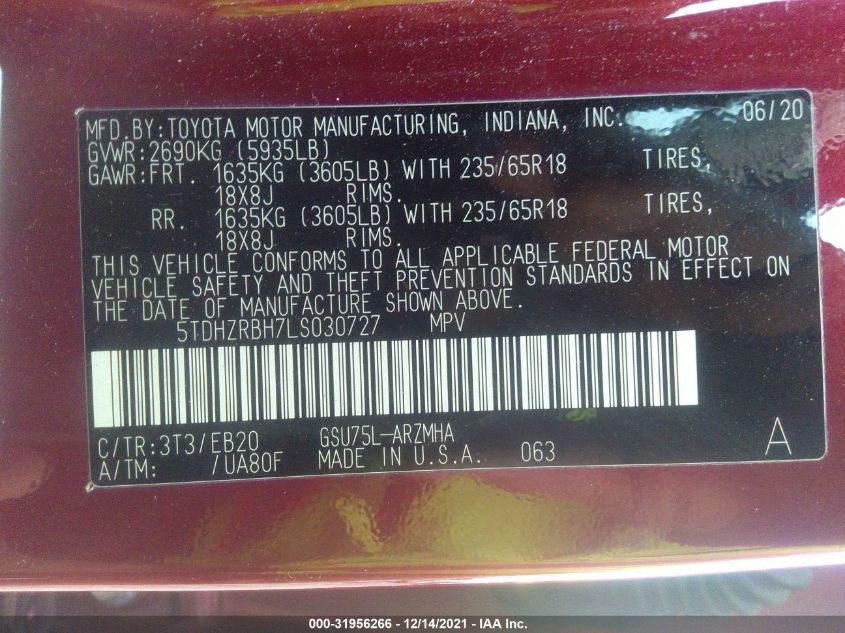 MFD.BY:TOYOTA MOTOR MANUFACTURING, INDIANA, INC. 06/20
GVWR:2690KG (5935LB)
GAWR:FRT. 1635KG (3605LB) WITH 235/65R18 TIRES,
18X8J RIMS.
RR. 1635KG (3605LB) WITH 235/65R18 TIRES,
18X8J RIMS.
THIS VEHICLE CONFORMS TO ALL APPLICABLE FEDERAL MOTOR
VEHICLE SAFETY AND THEFT PREVENTION STANDARDS IN EFFECT ON
THE DATE OF MANUFACTURE SHOWN ABOVE.
5TDHZRBH7LS030727 MPV
C/TR:3T3/EB20 GSU75L-ARZMHA A
A/TM: /UA80F MADE IN U.S.A. 063
000-31956266 - 12/14/2021 - IAA Inc.